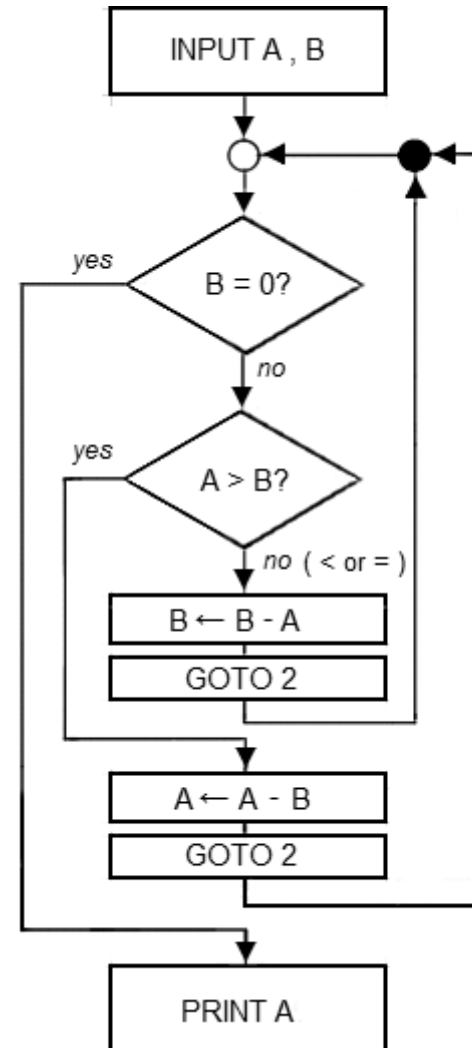 INPUT A , B
yes
B = 0?
no
yes
A > B?
no ( < or = )
B ← B - A
GOTO 2
A ← A - B
GOTO 2
PRINT A